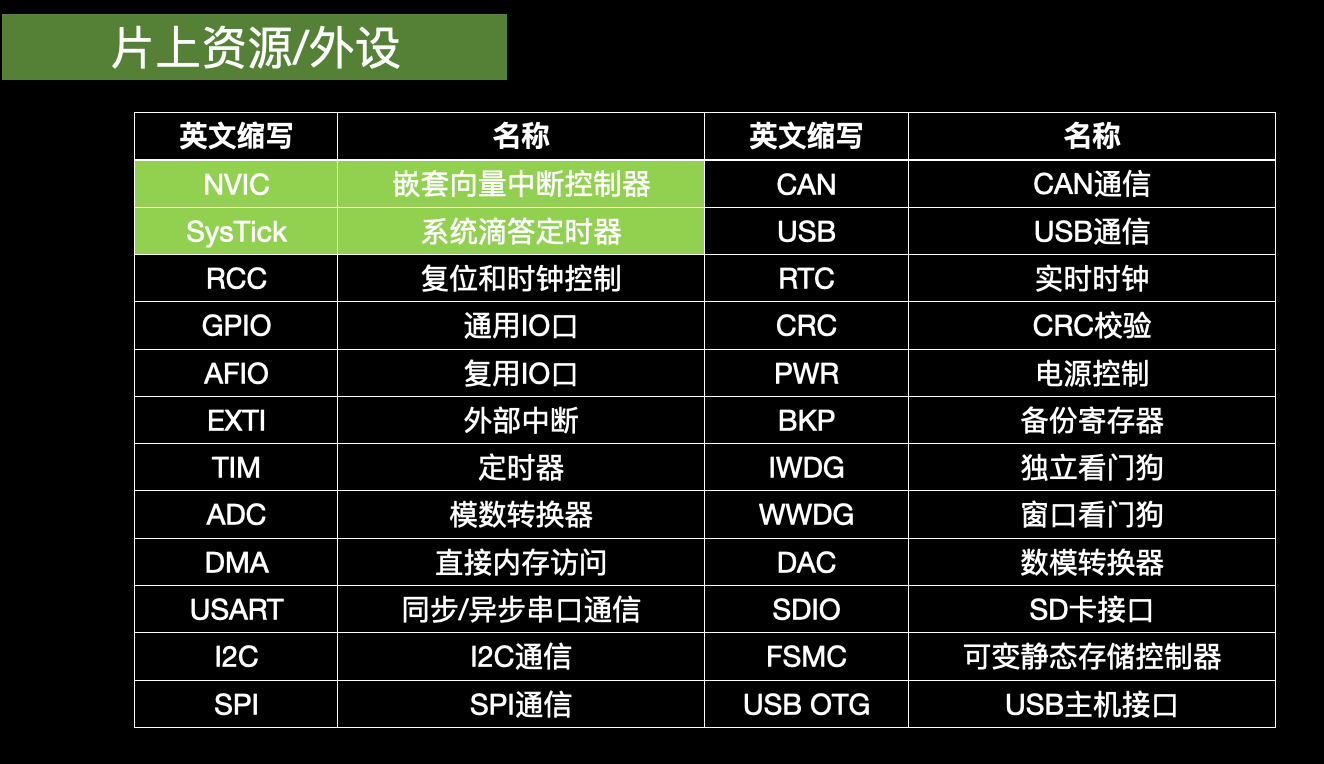 片上资源/外设
英文缩写 名称 英文缩写 名称
NVIC 嵌套向量中断控制器 CAN CAN通信
SysTick 系统滴答定时器 USB USB通信
RCC 复位和时钟控制 RTC 实时时钟
GPIO 通用IO口 CRC CRC校验
AFIO 复用IO口 PWR 电源控制
EXTI 外部中断 BKP 备份寄存器
TIM 定时器 IWDG 独立看门狗
ADC 模数转换器 WWDG 窗口看门狗
DMA 直接内存访问 DAC 数模转换器
USART 同步/异步串口通信 SDIO SD卡接口
I2C I2C通信 FSMC 可变静态存储控制器
SPI SPI通信 USB OTG USB主机接口